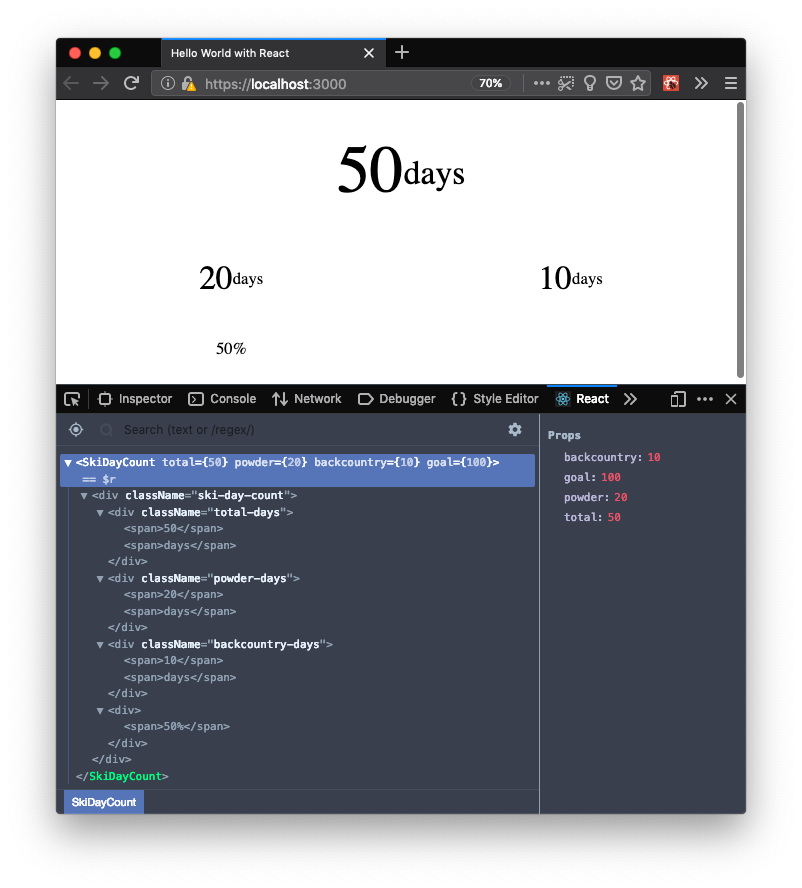 Hello World with React
https://localhost:3000
70%
50days
20days
10days
50%
Inspector
Console
Network
Debugger
{} Style Editor
React
Search (text or /regex/)
<SkiDayCount total={50} powder={20} backcountry={10} goal={100}>
== $r
<div className="ski-day-count">
<div className="total-days">
<span>50</span>
<span>days</span>
</div>
<div className="powder-days">
<span>20</span>
<span>days</span>
</div>
<div className="backcountry-days">
<span>10</span>
<span>days</span>
</div>
<div>
<span>50%</span>
</div>
</div>
</SkiDayCount>
SkiDayCount
Props
backcountry: 10
goal: 100
powder: 20
total: 50